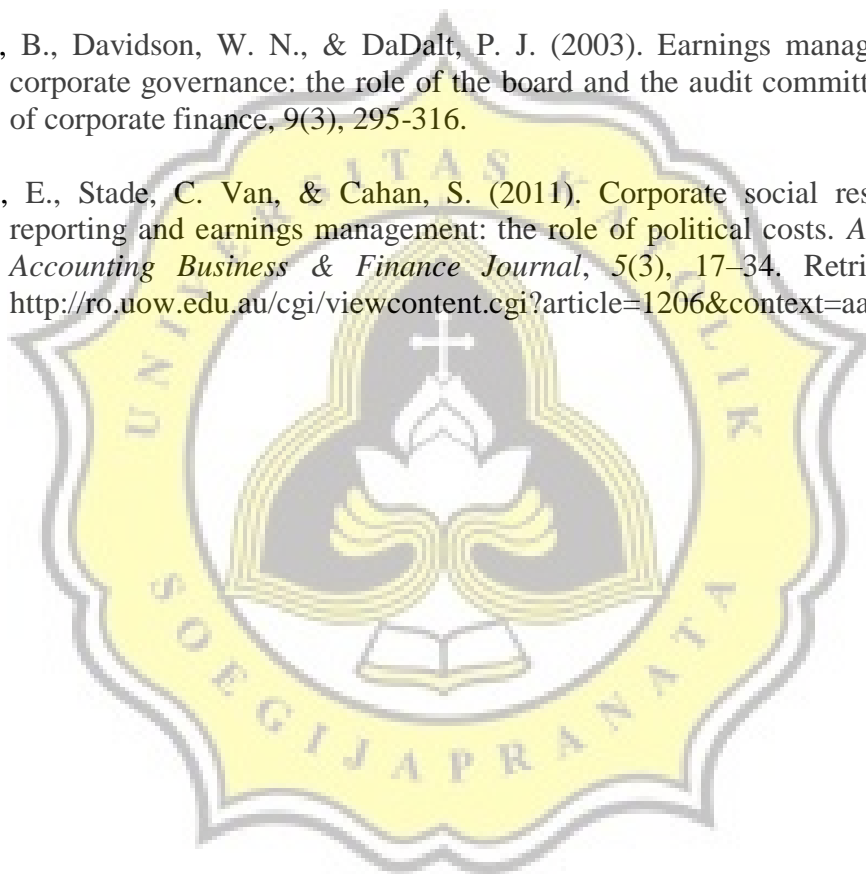 , B., Davidson, W. N., & DaDalt, P. J. (2003). Earnings manag
corporate governance: the role of the board and the audit committ
of corporate finance, 9(3), 295-316.
, E., Stade, C. Van, & Cahan, S. (2011). Corporate social res
reporting and earnings management: the role of political costs. A
Accounting Business & Finance Journal, 5(3), 17–34. Retri
http://ro.uow.edu.au/cgi/viewcontent.cgi?article=1206&context=aa
UNIVERSITAS KATOLIK
SOEGIJAPRANATA